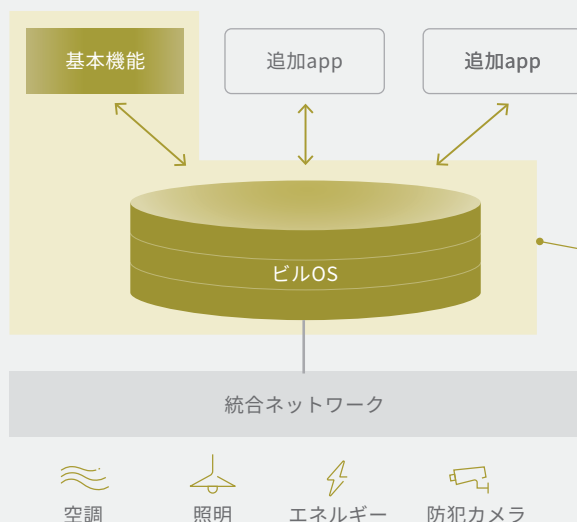 基本機能
追加app
追加app
ビルOS
統合ネットワーク
空調
照明
エネルギー
防犯カメラ